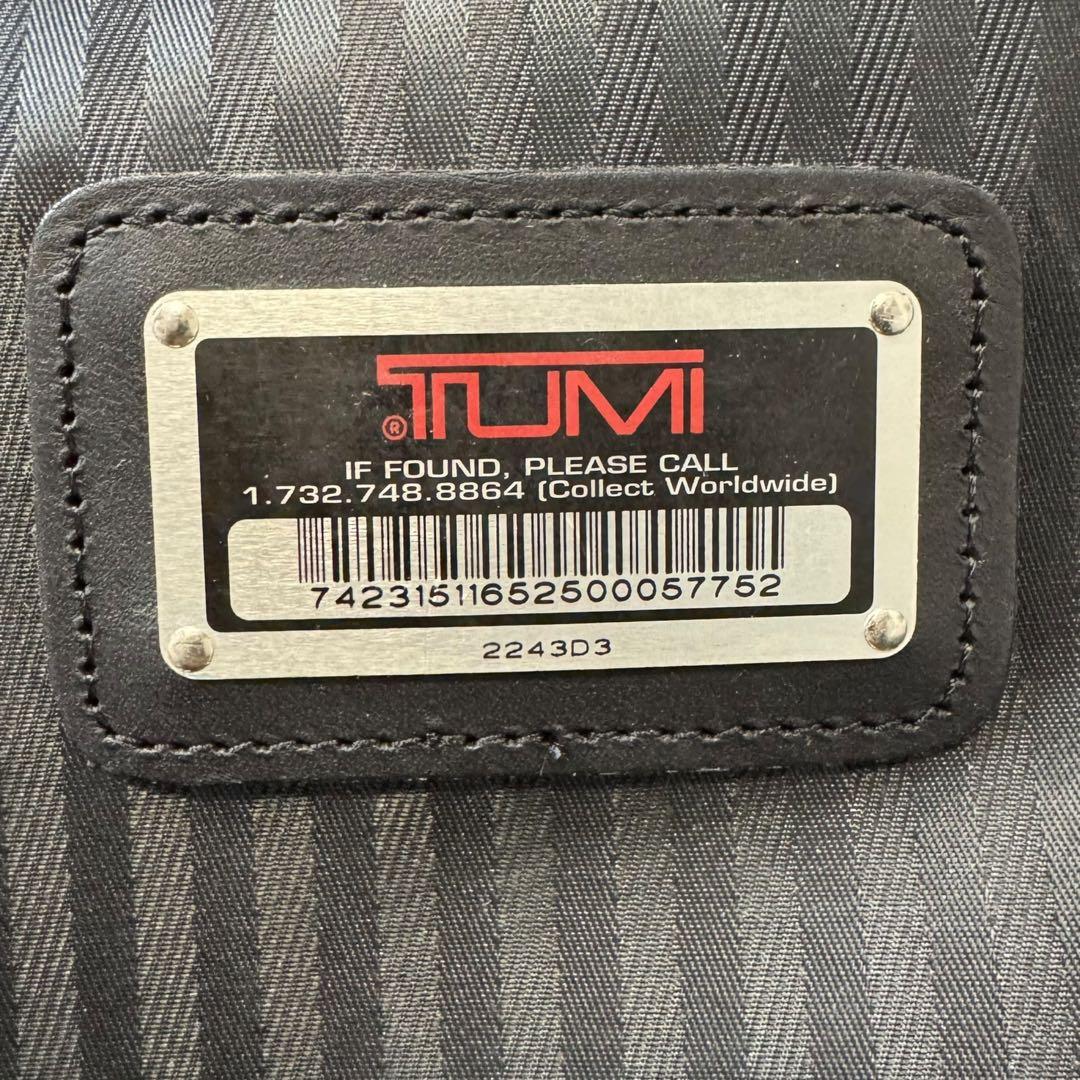 TUMI®
IF FOUND, PLEASE CALL
1.732.748.8864 (Collect Worldwide)
74231511652500057752
2243D3